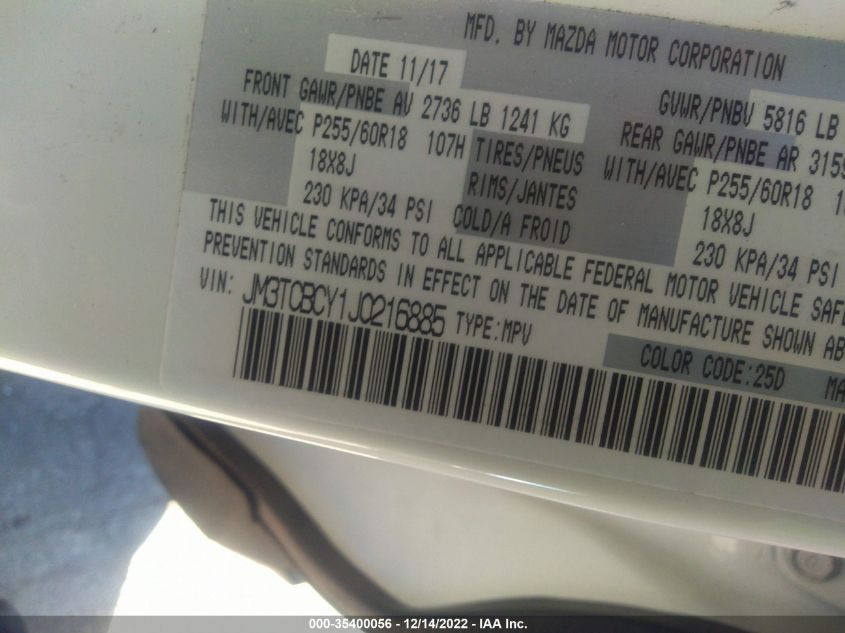 MFD. BY MAZDA MOTOR CORPORATION
DATE 11/17
GVWR/PNBV 5816 LB
FRONT GAWR/PNBE AV 2736 LB 1241 KG
REAR GAWR/PNBE AR 3159
WITH/AVEC P255/60R18 107H TIRES/PNEUS WITH/AVEC P255/60R18
18X8J RIMS/JANTES 18X8J
230 KPA/34 PSI COLD/A FROID 230 KPA/34 PSI
THIS VEHICLE CONFORMS TO ALL APPLICABLE FEDERAL MOTOR VEHICLE SAFE
PREVENTION STANDARDS IN EFFECT ON THE DATE OF MANUFACTURE SHOWN AB
VIN: JM3TCBCY1J0216885 TYPE:MPV
COLOR CODE:25D MA
000-35400056 - 12/14/2022 - IAA Inc.